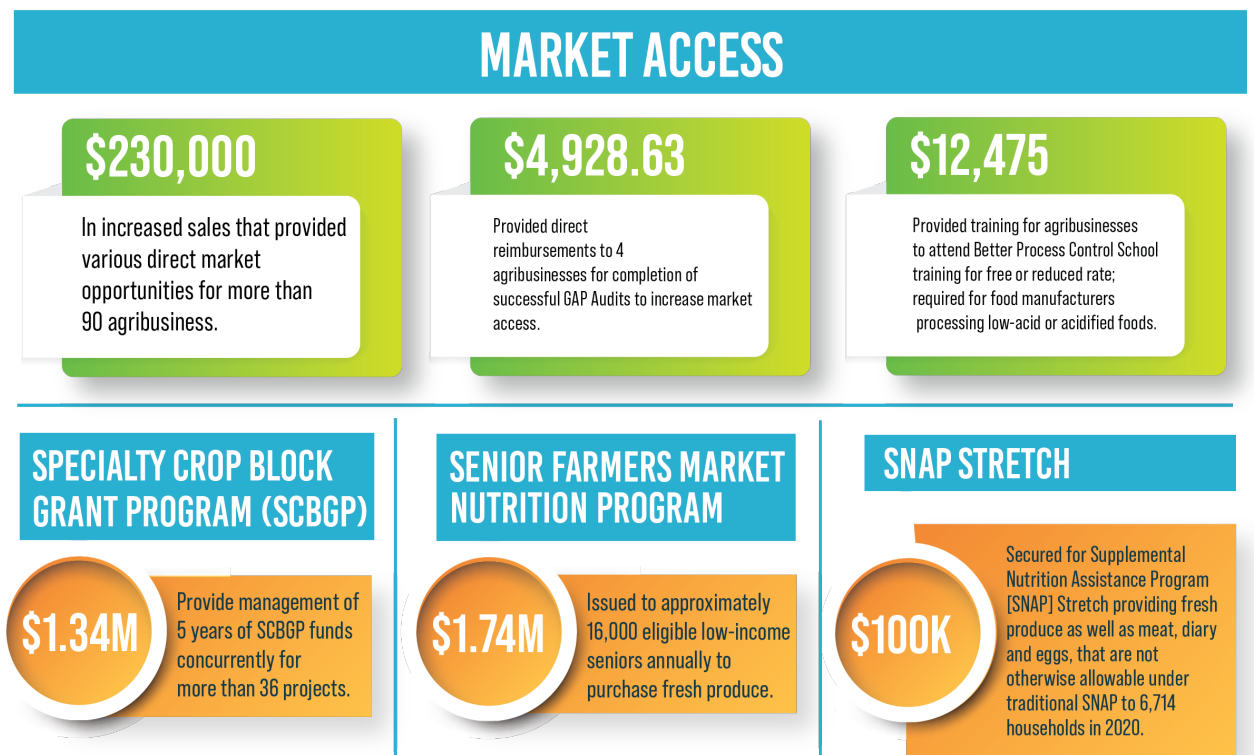 MARKET ACCESS
$230,000
In increased sales that provided
various direct market
opportunities for more than
90 agribusiness.
$4,928.63
Provided direct
reimbursements to 4
agribusinesses for completion of
successful GAP Audits to increase market
access.
$12,475
Provided training for agribusinesses
to attend Better Process Control School
training for free or reduced rate;
required for food manufacturers
processing low-acid or acidified foods.
SPECIALTY CROP BLOCK
GRANT PROGRAM (SCBGP)
$1.34M
Provide management of
5 years of SCBGP funds
concurrently for
more than 36 projects.
SENIOR FARMERS MARKET
NUTRITION PROGRAM
$1.74M
Issued to approximately
16,000 eligible low-income
seniors annually to
purchase fresh produce.
SNAP STRETCH
$100K
Secured for Supplemental
Nutrition Assistance Program
[SNAP] Stretch providing fresh
produce as well as meat, diary
and eggs, that are not
otherwise allowable under
traditional SNAP to 6,714
households in 2020.